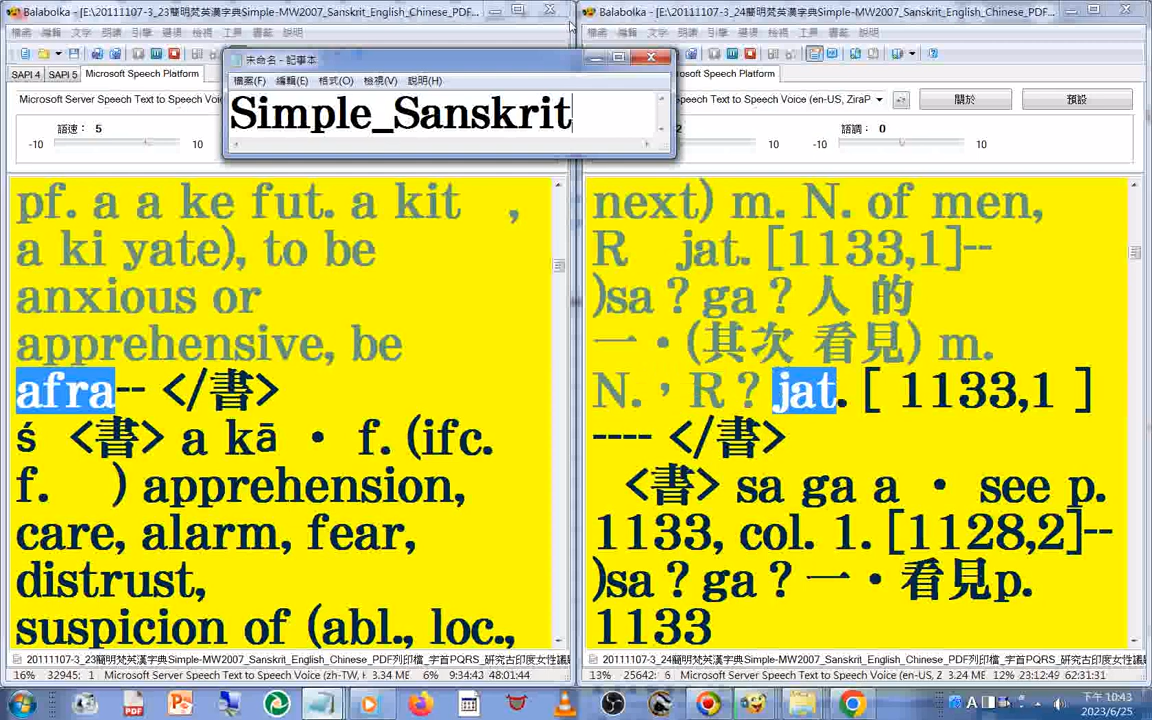 Balabolka - [E:\20111107-3_23簡明梵英漢字典Simple-MW2007_Sanskrit_English_Chinese_PDF...
Balabolka - [E:\20111107-3_24簡明梵英漢字典Simple-MW2007_Sanskrit_English_Chinese_PDF...
未命名 - 記事本
檔案(F) 編輯(E) 格式(O) 檢視(V) 說明(H)
Simple_Sanskrit
SAPI 4 SAPI 5 Microsoft Speech Platform
Speech Platform
Microsoft Server Speech Text to Speech Voi
Speech Text to Speech Voice (en-US, ZiraP
關於
預設
語速： 5
-10 10
2
10
語調： 0
-10 10
pf. a a ke fut. a kit ,
a ki yate), to be
anxious or
apprehensive, be
afra-- </書>
ś <書> a kā • f. (ifc.
f. ) apprehension,
care, alarm, fear,
distrust,
suspicion of (abl., loc.,
next) m. N. of men,
R jat. [1133,1]--
)sa？ga？人 的
一•(其次 看見) m.
N.，R？jat. [ 1133,1 ]
---- </書>
<書> sa ga a • see p.
1133, col. 1. [1128,2]--
)sa？ga？一•看見p.
1133
20111107-3_23簡明梵英漢字典Simple-MW2007_Sanskrit_English_Chinese_PDF列印檔_字首PQRS_研究古印度女性議
20111107-3_24簡明梵英漢字典Simple-MW2007_Sanskrit_English_Chinese_PDF列印檔_字首PQRS_研究古印度女性議
16% 32945: 1 Microsoft Server Speech Text to Speech Voice (zh-TW, H 3.34 ME 6% 9:34:43 48:01:44
13% 25642: 6 Microsoft Server Speech Text to Speech Voice (en-US, Z 3.24 ME 12% 23:12:49 62:31:31
下午 10:43
2023/6/25